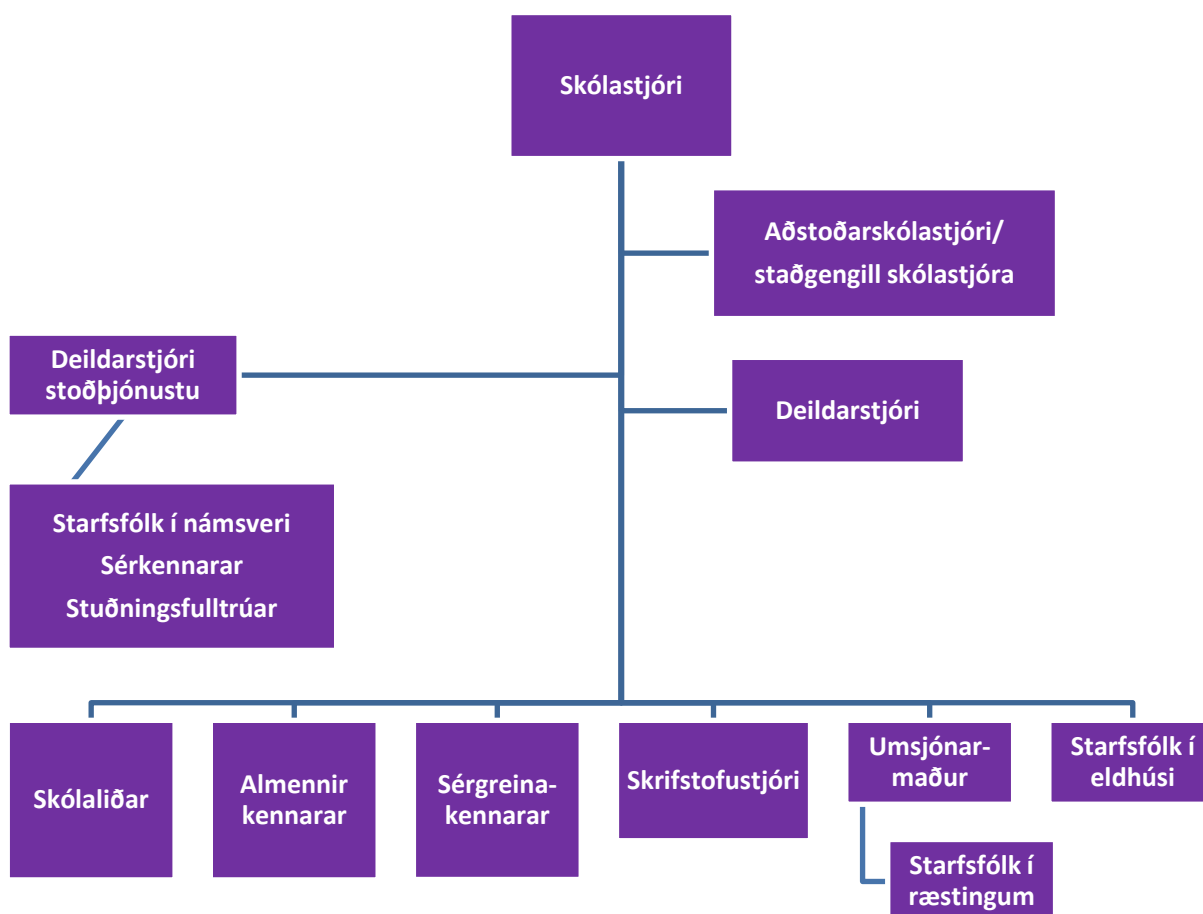 Skólastjóri
Aðstoðarskólastjóri/
staðgengill skólastjóra
Deildarstjóri
stoðþjónustu
Deildarstjóri
Starfsfólk í námsveri
Sérkennarar
Stuðningsfulltrúar
Skólaliðar
Almennir
kennarar
Sérgreina-
kennarar
Skrifstofustjóri
Umsjónar-
maður
Starfsfólk í
eldhúsi
Starfsfólk í
ræstingum